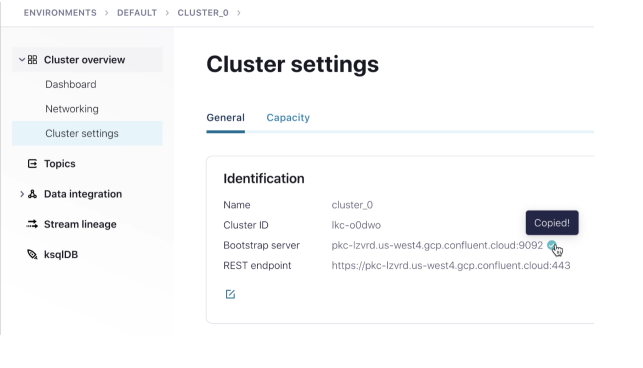 ENVIRONMENTS > DEFAULT > CLUSTER_0 >
Cluster overview
Dashboard
Networking
Cluster settings
Topics
Data integration
Stream lineage
ksqlDB
Cluster settings
General Capacity
Identification
Name cluster_0
Cluster ID lkc-o0dwo
Copied!
Bootstrap server pkc-lzvrd.us-west4.gcp.confluent.cloud:9092
REST endpoint https://pkc-lzvrd.us-west4.gcp.confluent.cloud:443